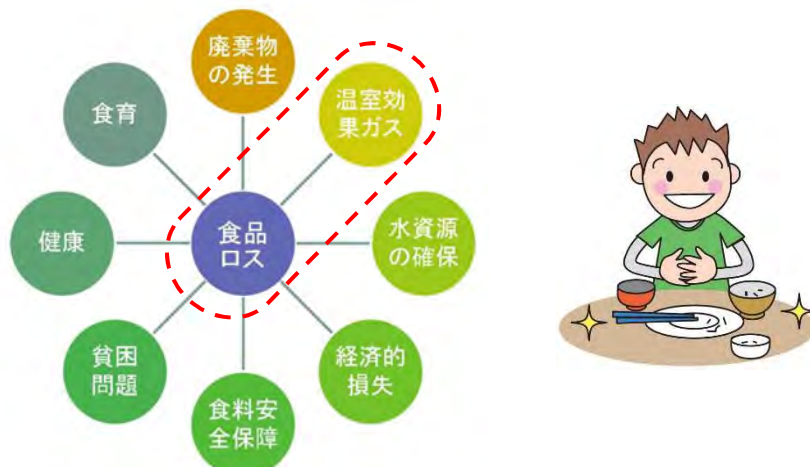 廃棄物
の発生
温室効
果ガス
食育
食品
ロス
健康
水資源
の確保
貧困
問題
経済的
損失
食料安
全保障